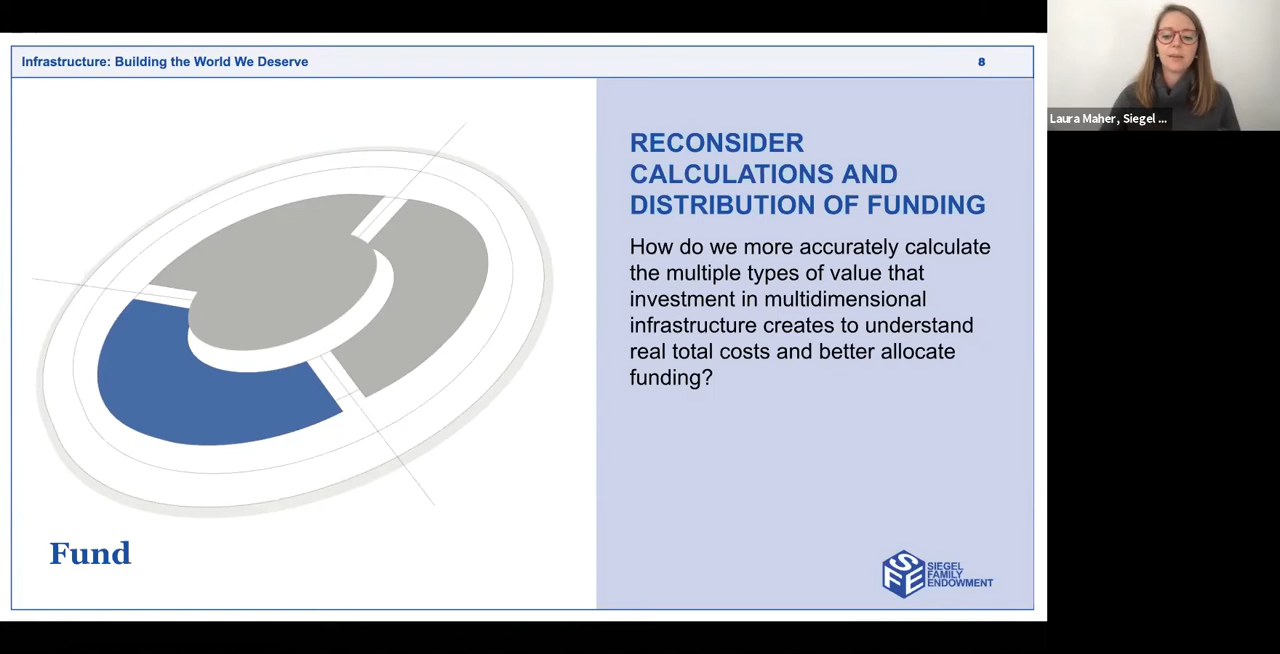 Infrastructure: Building the World We Deserve
8
RECONSIDER
CALCULATIONS AND
DISTRIBUTION OF FUNDING
How do we more accurately calculate
the multiple types of value that
investment in multidimensional
infrastructure creates to understand
real total costs and better allocate
funding?
Fund
SFE
SIEGEL
FAMILY
ENDOWMENT
Laura Maher, Siegel ...